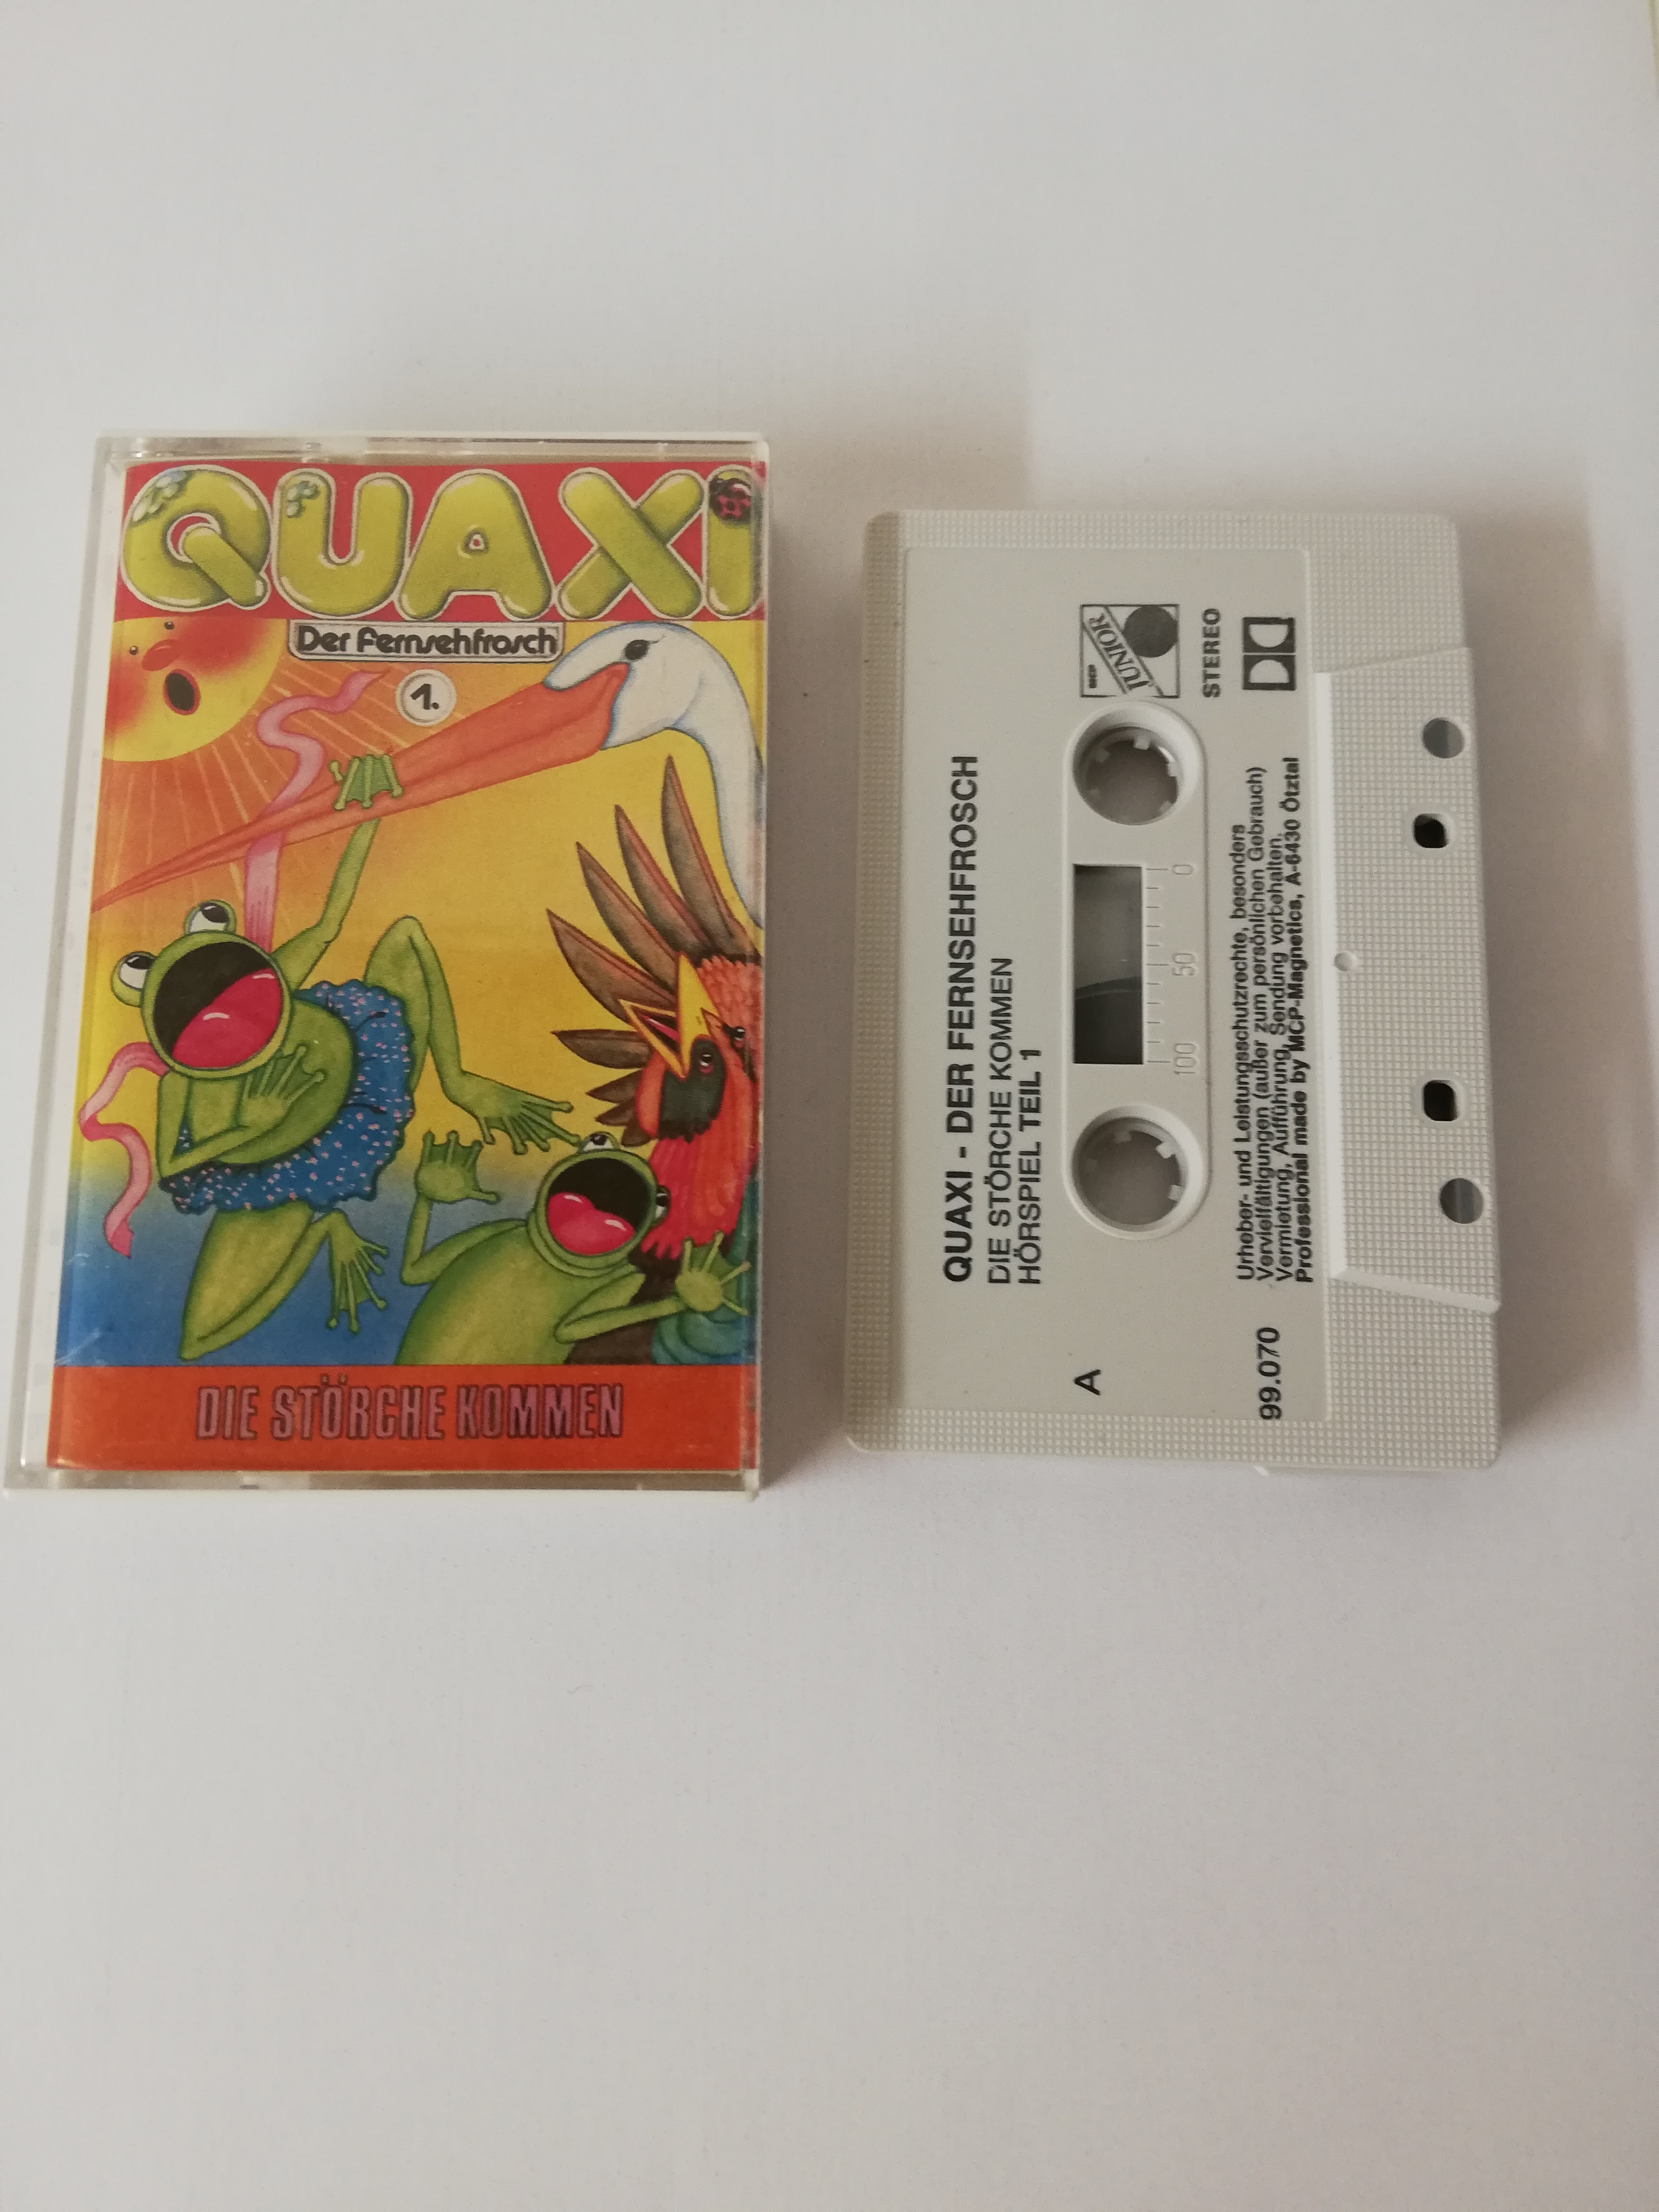 QUAXI
Der Fernsehfrosch
1.
DIE STÖRCHE KOMMEN
QUAXI - DER FERNSEHFROSCH
DIE STÖRCHE KOMMEN
HÖRSPIEL TEIL 1
MCP
JUNIOR
A
100 50 0
STEREO
99.070
Urheber- und Leistungsschutzrechte, besonders
Vervielfältigungen (außer zum persönlichen Gebrauch)
Vermietung, Aufführung, Sendung vorbehalten.
Professional made by MCP-Magnetics, A-6430 Ötztal